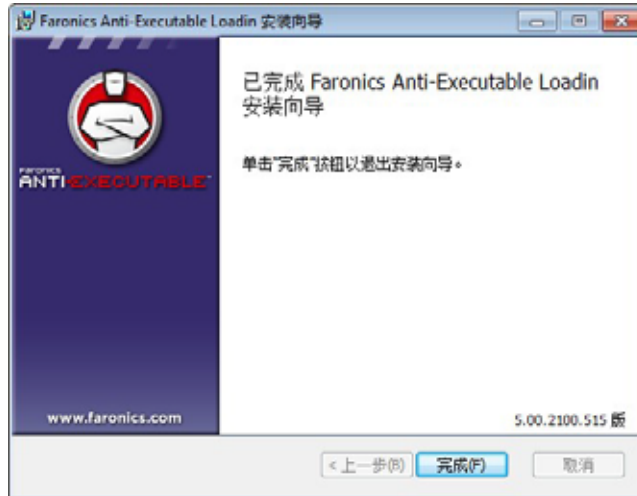 Faronics Anti-Executable Loadin 安装向导
已完成 Faronics Anti-Executable Loadin
安装向导
单击"完成"按钮以退出安装向导。
FARONICS
ANTI-EXECUTABLE
www.faronics.com
5.00.2100.515 版
<上一步(B)
完成(F)
取消